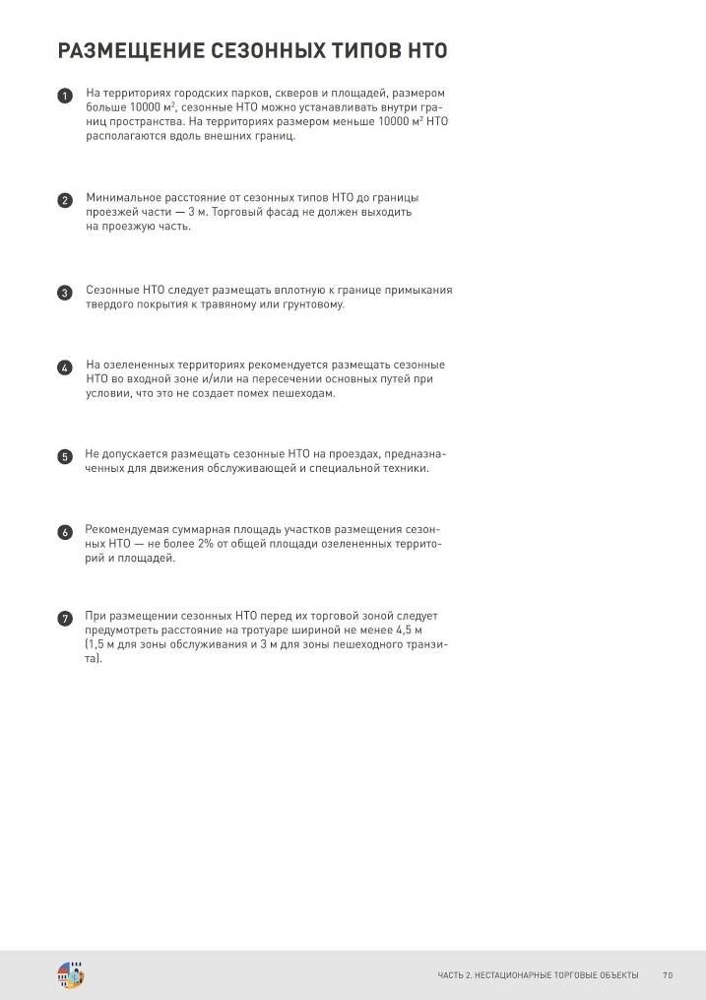 РАЗМЕЩЕНИЕ СЕЗОННЫХ ТИПОВ НТО
1 На территориях городских парков, скверов и площадей, размером
больше 10000 м², сезонные НТО можно устанавливать внутри гра-
ниц пространства. На территориях размером меньше 10000 м² НТО
располагаются вдоль внешних границ.
2 Минимальное расстояние от сезонных типов НТО до границы
проезжей части — 3 м. Торговый фасад не должен выходить
на проезжую часть.
3 Сезонные НТО следует размещать вплотную к границе примыкания
твердого покрытия к травяному или грунтовому.
4 На озелененных территориях рекомендуется размещать сезонные
НТО во входной зоне и/или на пересечении основных путей при
условии, что это не создает помех пешеходам.
5 Не допускается размещать сезонные НТО на проездах, предназна-
ченных для движения обслуживающей и специальной техники.
6 Рекомендуемая суммарная площадь участков размещения сезон-
ных НТО — не более 2% от общей площади озелененных террито-
рий и площадей.
7 При размещении сезонных НТО перед их торговой зоной следует
предумотреть расстояние на тротуаре шириной не менее 4,5 м
(1,5 м для зоны обслуживания и 3 м для зоны пешеходного транзи-
та).
ЧАСТЬ 2. НЕСТАЦИОНАРНЫЕ ТОРГОВЫЕ ОБЪЕКТЫ 70